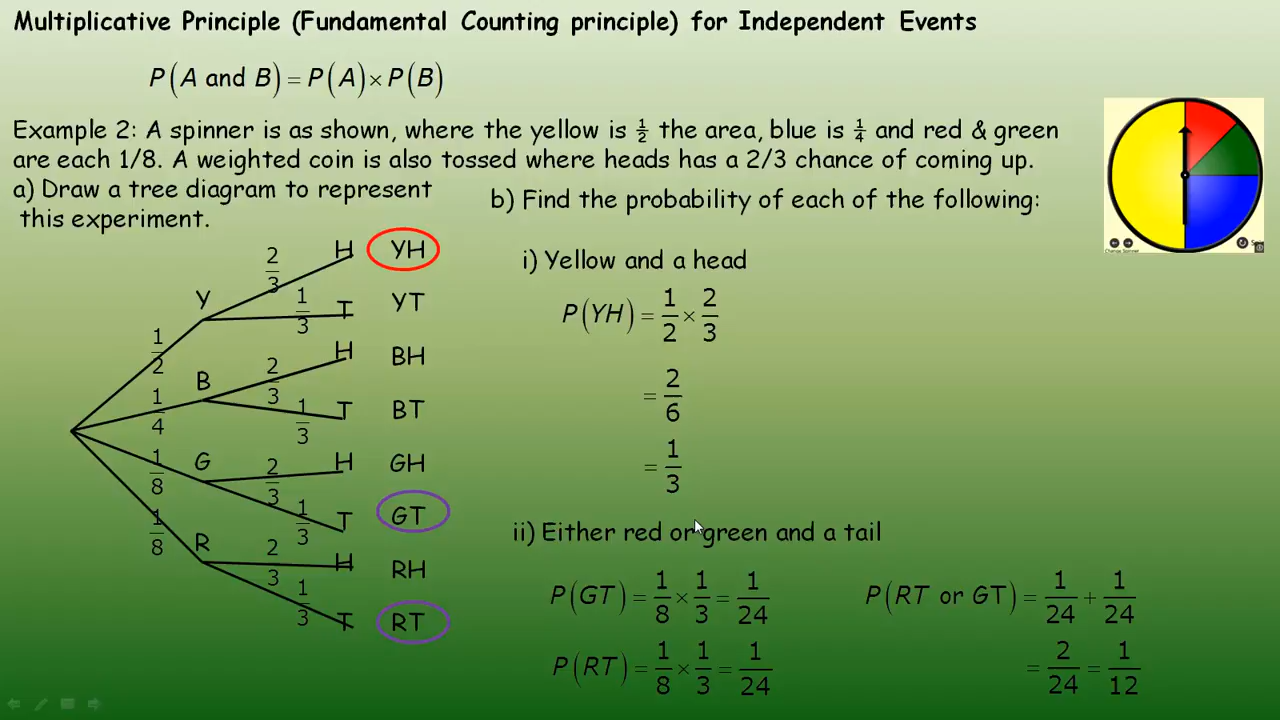 Multiplicative Principle (Fundamental Counting principle) for Independent Events
P(A and B) = P(A) × P(B)
Example 2: A spinner is as shown, where the yellow is 1/2 the area, blue is 1/4 and red & green
are each 1/8. A weighted coin is also tossed where heads has a 2/3 chance of coming up.
a) Draw a tree diagram to represent
this experiment.
b) Find the probability of each of the following:
1/2 Y
2/3 H YH
1/3 T YT
1/4 B
2/3 H BH
1/3 T BT
1/8 G
2/3 H GH
1/3 T GT
1/8 R
2/3 H RH
1/3 T RT
i) Yellow and a head
P(YH) = 1/2 × 2/3
= 2/6
= 1/3
ii) Either red or green and a tail
P(GT) = 1/8 × 1/3 = 1/24
P(RT) = 1/8 × 1/3 = 1/24
P(RT or GT) = 1/24 + 1/24
= 2/24 = 1/12
Change Spinner